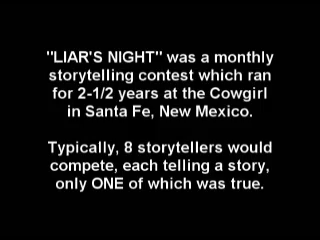 "LIAR'S NIGHT" was a monthly
storytelling contest which ran
for 2-1/2 years at the Cowgirl
in Santa Fe, New Mexico.
Typically, 8 storytellers would
compete, each telling a story,
only ONE of which was true.